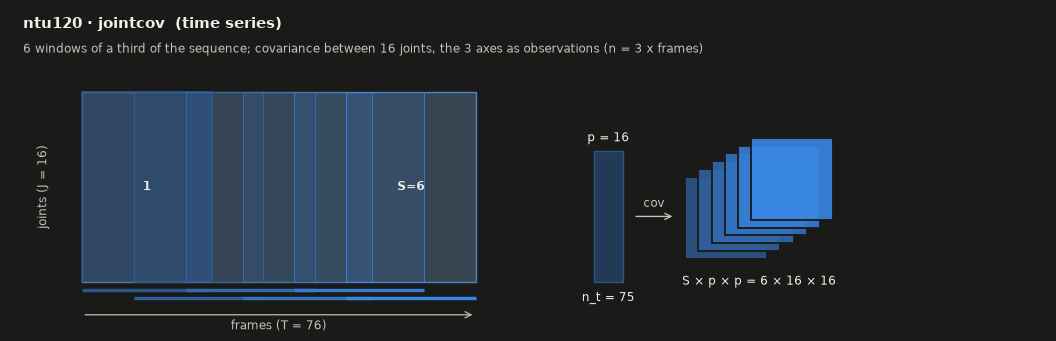 ntu120 · jointcov  (time series)
6 windows of a third of the sequence; covariance between 16 joints, the 3 axes as observations (n = 3 x frames)
joints (J = 16)
1
S=6
frames (T = 76)
p = 16
n_t = 75
cov
S × p × p = 6 × 16 × 16